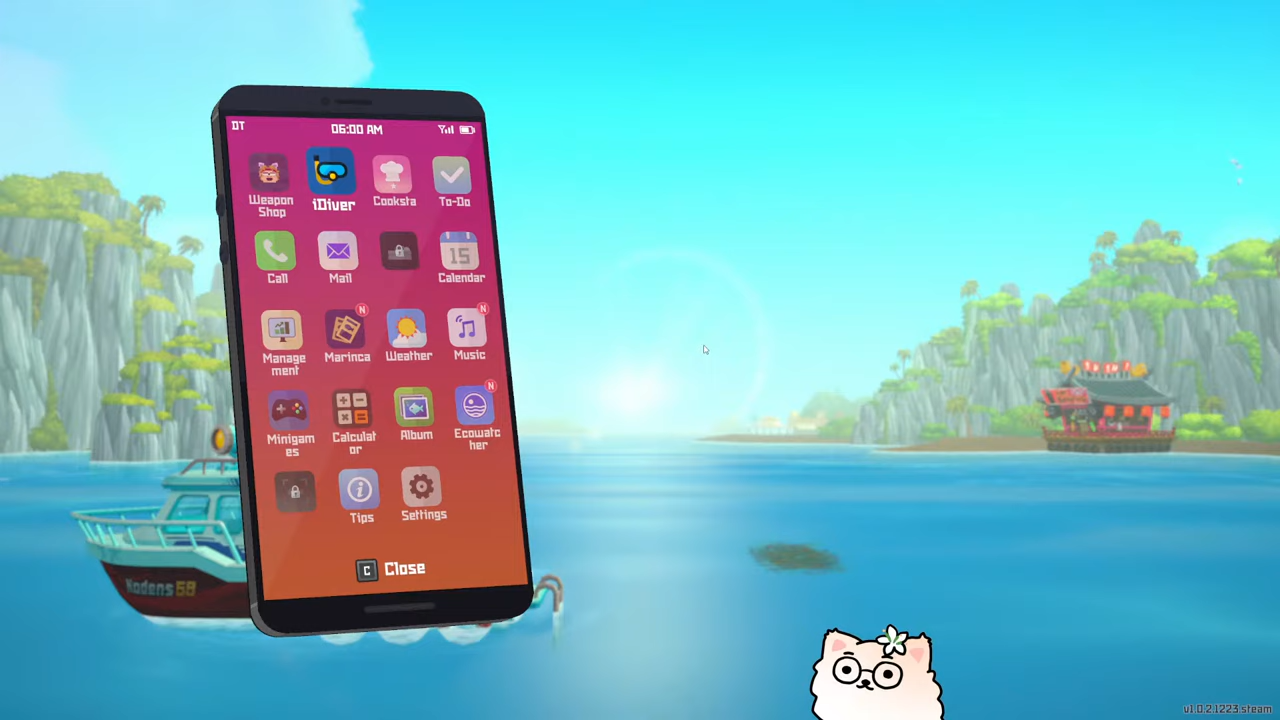 DT 06:00 AM
Weapon Shop iDiver Cooksta To-Do
Call Mail Calendar
15
Manage
ment Marinca Weather Music
N N
Minigam
es Calculat
or Album Ecowatc
her
N
Tips Settings
C Close
Kodens 68
v1.0.2.1223.steam